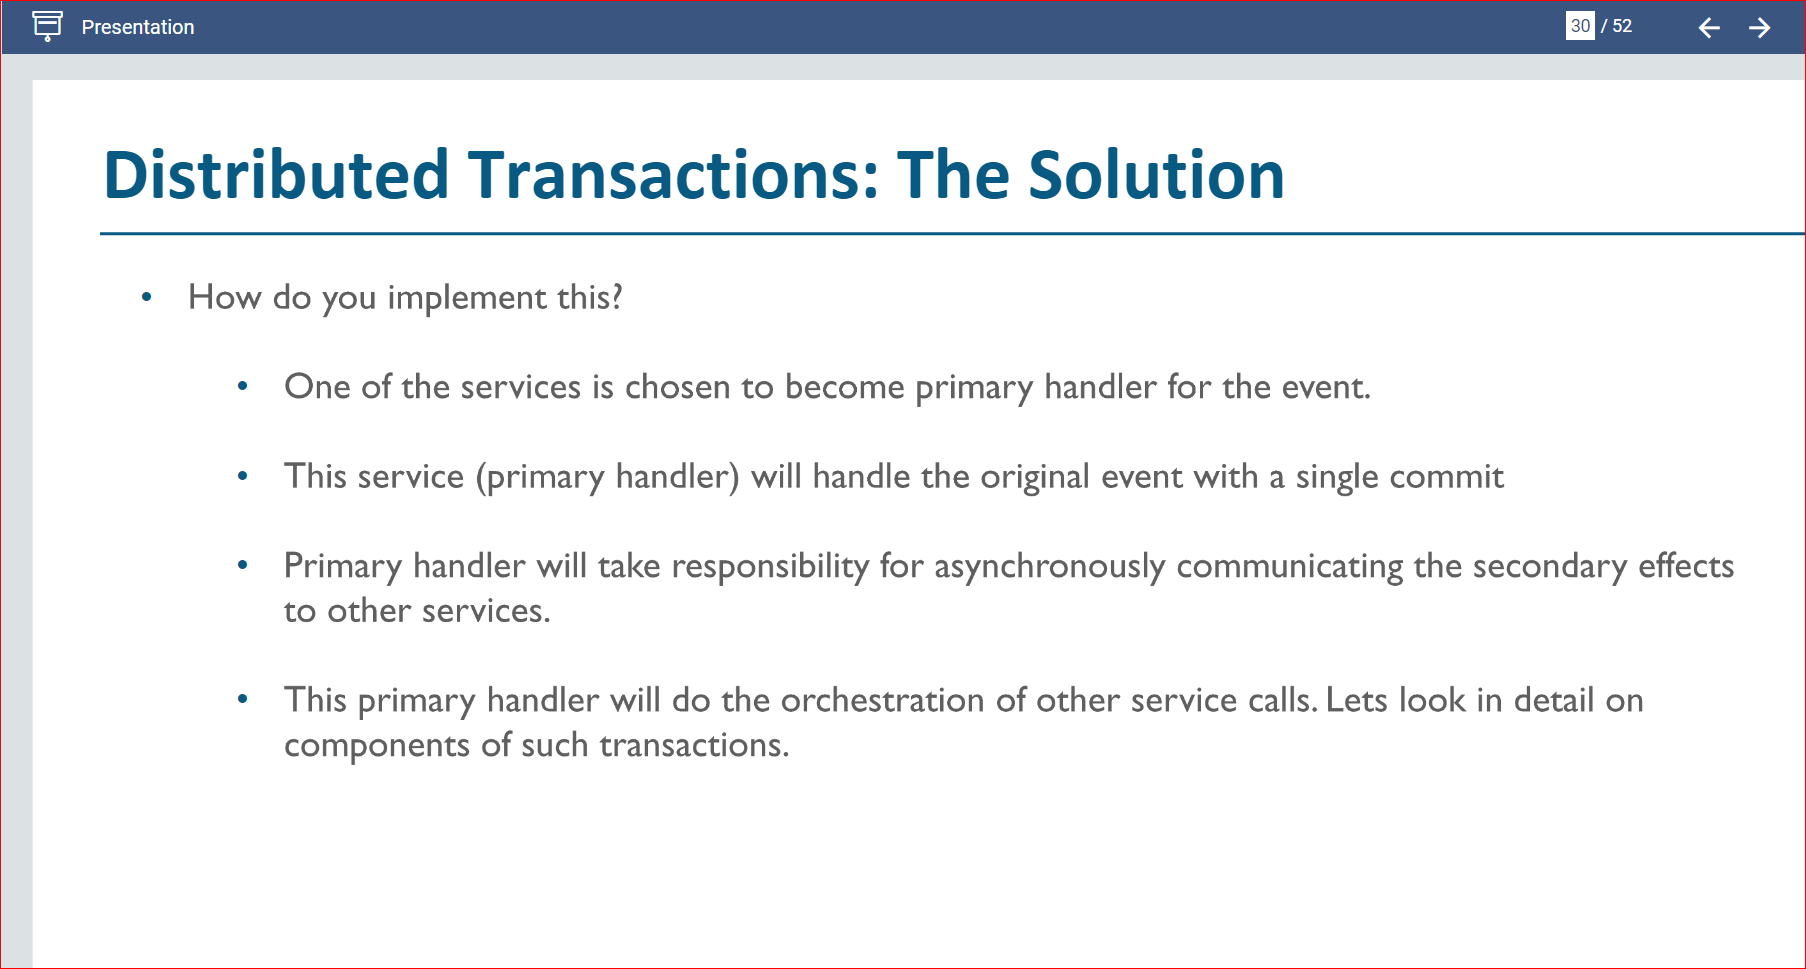 Presentation
30 / 52
Distributed Transactions: The Solution
• How do you implement this?
• One of the services is chosen to become primary handler for the event.
• This service (primary handler) will handle the original event with a single commit
• Primary handler will take responsibility for asynchronously communicating the secondary effects
to other services.
• This primary handler will do the orchestration of other service calls. Lets look in detail on
components of such transactions.